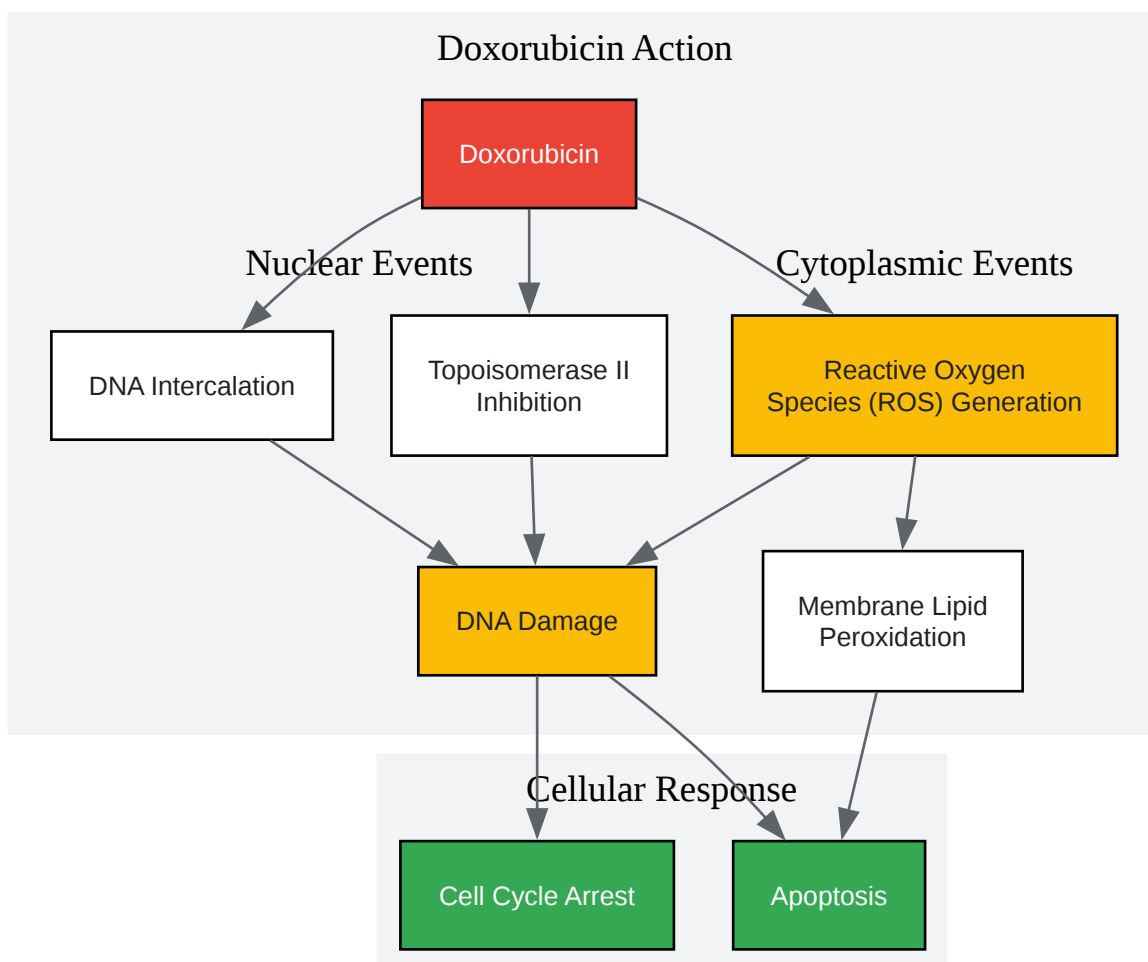 Doxorubicin Action
Doxorubicin
Nuclear Events
Cytoplasmic Events
DNA Intercalation
Topoisomerase II
Inhibition
Reactive Oxygen
Species (ROS) Generation
DNA Damage
Membrane Lipid
Peroxidation
Cellular Response
Cell Cycle Arrest
Apoptosis